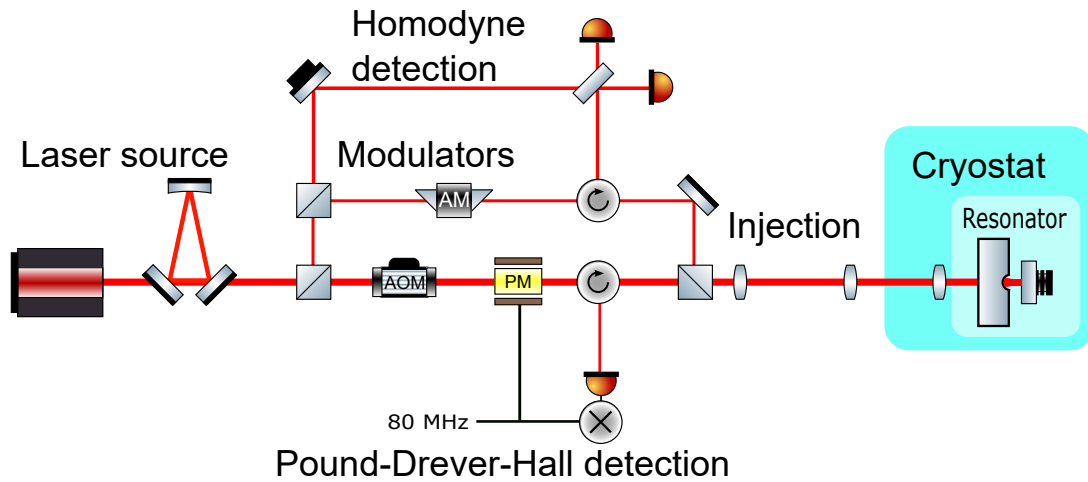 Homodyne
detection
Laser source
Modulators
AM
Cryostat
Resonator
Injection
AOM
PM
80 MHz
Pound-Drever-Hall detection